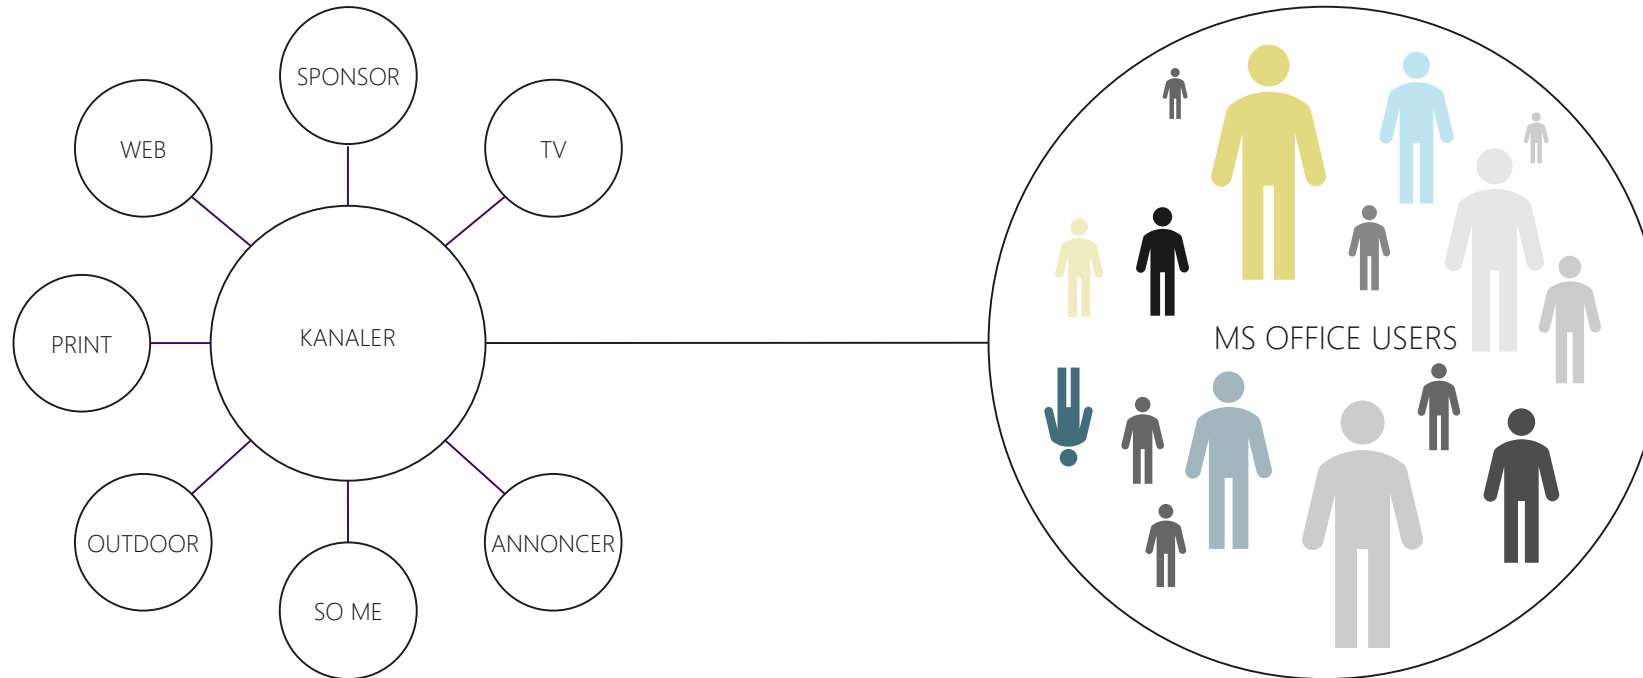 SPONSOR
WEB
TV
PRINT
KANALER
MS OFFICE USERS
OUTDOOR
ANNONCER
SO ME